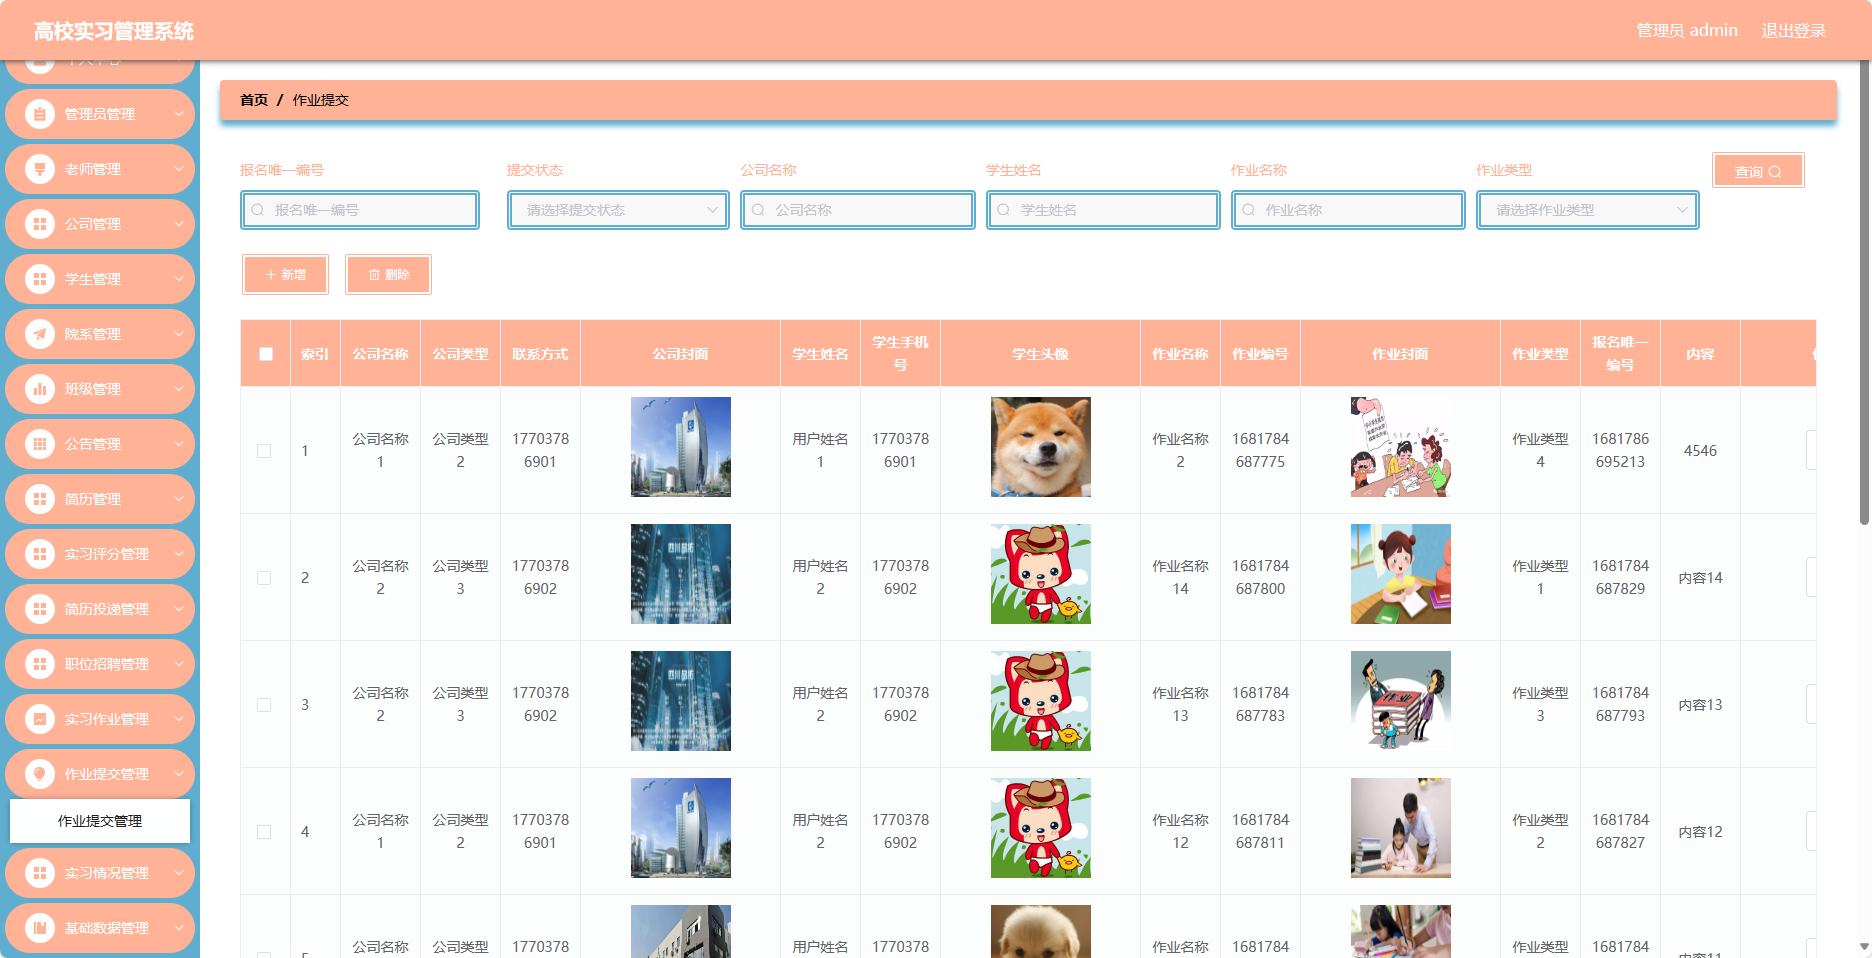 高校实习管理系统
管理员 admin
退出登录
管理员管理
老师管理
公司管理
学生管理
院系管理
班级管理
公告管理
简历管理
实习评分管理
简历投递管理
职位招聘管理
实习作业管理
作业提交管理
作业提交管理
实习情况管理
基础数据管理
首页 / 作业提交
报名唯一编号 提交状态 公司名称 学生姓名 作业名称 作业类型
报名唯一编号 请选择提交状态 公司名称 学生姓名 作业名称 请选择作业类型 查询
新增 删除
索引 公司名称 公司类型 联系方式 公司封面 学生姓名 学生手机号 学生头像 作业名称 作业编号 作业封面 作业类型 报名唯一编号 内容
1 公司名称1 公司类型2 17703786901 用户姓名1 17703786901 作业名称2 1681784687775 作业类型4 1681786695213 4546
2 公司名称2 公司类型3 17703786902 用户姓名2 17703786902 作业名称14 1681784687800 作业类型1 1681784687829 内容14
3 公司名称2 公司类型3 17703786902 用户姓名2 17703786902 作业名称13 1681784687783 作业类型3 1681784687793 内容13
4 公司名称1 公司类型2 17703786901 用户姓名2 17703786902 作业名称12 1681784687811 作业类型2 1681784687827 内容12
公司名称 公司类型 1770378 用户姓名 1770378 作业名称 1681784 作业类型 1681784